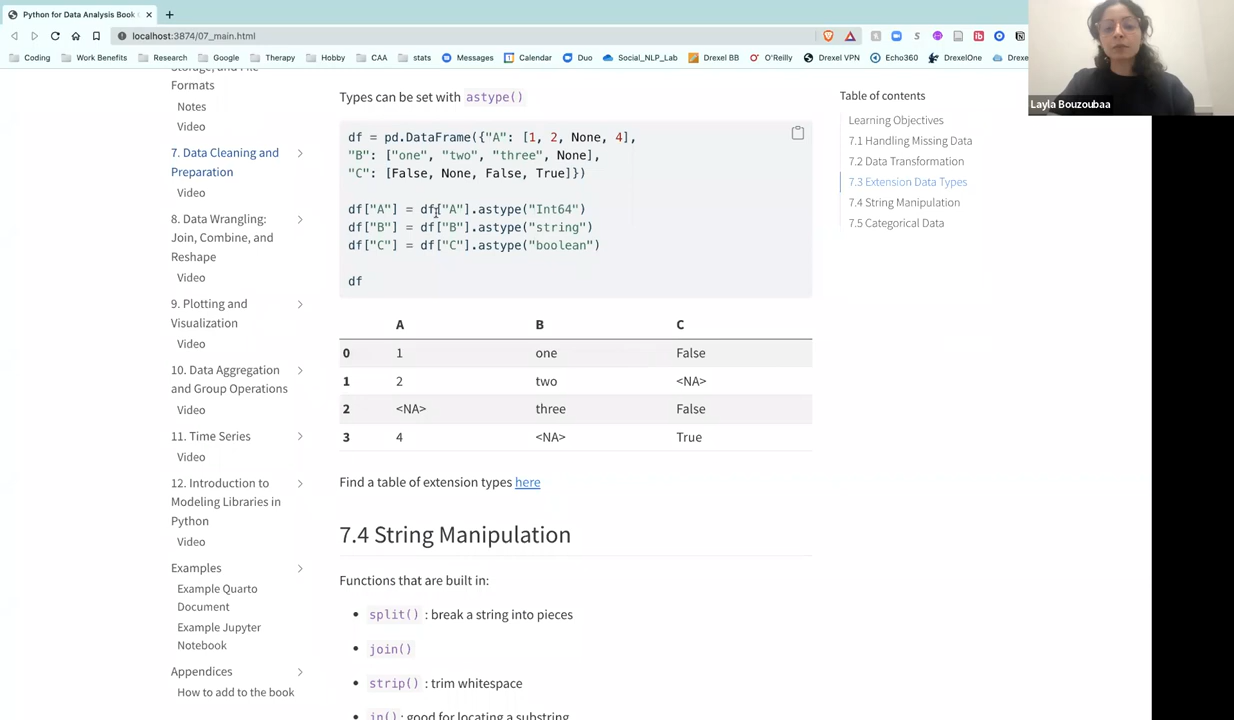 Python for Data Analysis Book
localhost:3874/07_main.html
Coding Work Benefits Research Google Therapy Hobby CAA stats Messages Calendar Duo Social_NLP_Lab Drexel BB O'Reilly Drexel VPN Echo360 DrexelOne Drexel
Layla Bouzoubaa
Storage, and File
Formats
Notes
Video
7. Data Cleaning and
Preparation
Video
8. Data Wrangling:
Join, Combine, and
Reshape
Video
9. Plotting and
Visualization
Video
10. Data Aggregation
and Group Operations
Video
11. Time Series
Video
12. Introduction to
Modeling Libraries in
Python
Video
Examples
Example Quarto
Document
Example Jupyter
Notebook
Appendices
How to add to the book
Types can be set with astype()
df = pd.DataFrame({"A": [1, 2, None, 4],
"B": ["one", "two", "three", None],
"C": [False, None, False, True]})
df["A"] = df["A"].astype("Int64")
df["B"] = df["B"].astype("string")
df["C"] = df["C"].astype("boolean")
df
A B C
0 1 one False
1 2 two <NA>
2 <NA> three False
3 4 <NA> True
Find a table of extension types here
7.4 String Manipulation
Functions that are built in:
split() : break a string into pieces
join()
strip() : trim whitespace
in(): good for locating a substring
Table of contents
Learning Objectives
7.1 Handling Missing Data
7.2 Data Transformation
7.3 Extension Data Types
7.4 String Manipulation
7.5 Categorical Data